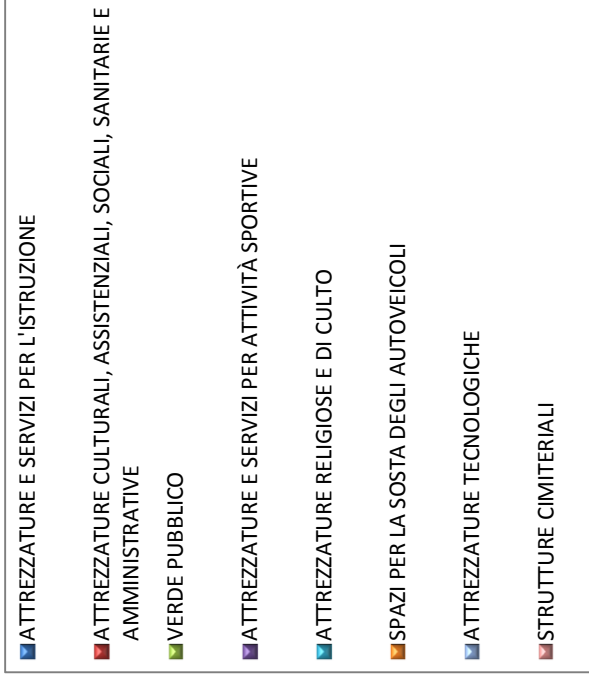 ATTREZZATURE E SERVIZI PER L'ISTRUZIONE
ATTREZZATURE CULTURALI, ASSISTENZIALI, SOCIALI, SANITARIE E
AMMINISTRATIVE
VERDE PUBBLICO
ATTREZZATURE E SERVIZI PER ATTIVITÀ SPORTIVE
ATTREZZATURE RELIGIOSE E DI CULTO
SPAZI PER LA SOSTA DEGLI AUTOVEICOLI
ATTREZZATURE TECNOLOGICHE
STRUTTURE CIMITERIALI